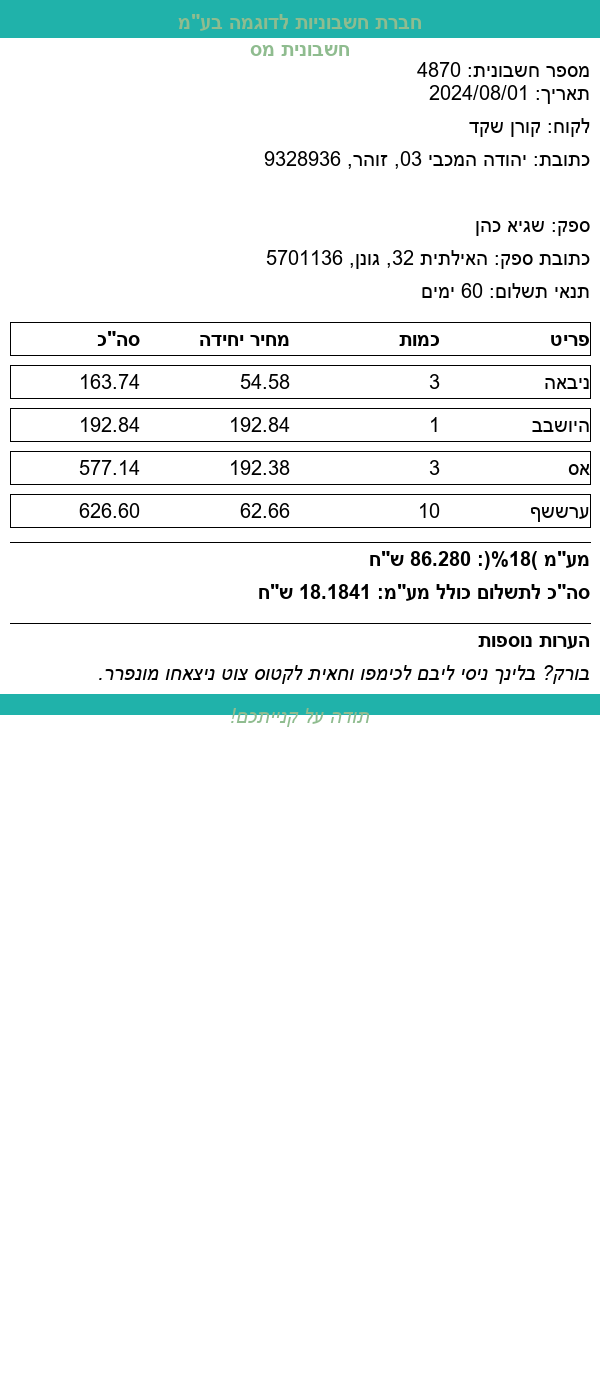 חברת חשבוניות לדוגמה בע"מ
חשבונית מס
מספר חשבונית: 4870
תאריך: 2024/08/01
לקוח: קורן שקד
כתובת: יהודה המכבי 03, זוהר, 9328936
ספק: שגיא כהן
כתובת ספק: האילתית 32, גונן, 5701136
תנאי תשלום: 60 ימים
פריט כמות מחיר יחידה סה"כ
ניבאה 3 54.58 163.74
היושבב 1 192.84 192.84
אס 3 192.38 577.14
ערששף 10 62.66 626.60
מע"מ )18%(: 86.280 ש"ח
סה"כ לתשלום כולל מע"מ: 18.1841 ש"ח
הערות נוספות
בורק? בלינך ניסי ליבם לכימפו וחאית לקטוס צוט ניצאחו מונפרר.
תודה על קנייתכם!